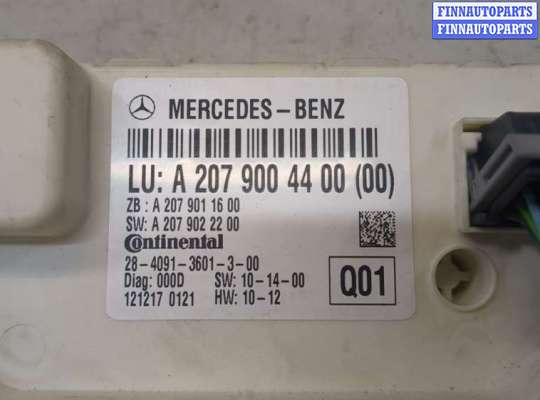 FINNAUTOPARTS
FINNAUTOPARTS
MERCEDES-BENZ
LU: A 207 900 44 00 (00)
ZB : A 207 901 16 00
SW: A 207 902 22 00
Continental
28-4091-3601-3-00
Diag: 000D SW: 10-14-00
121217 0121 HW: 10-12
Q01